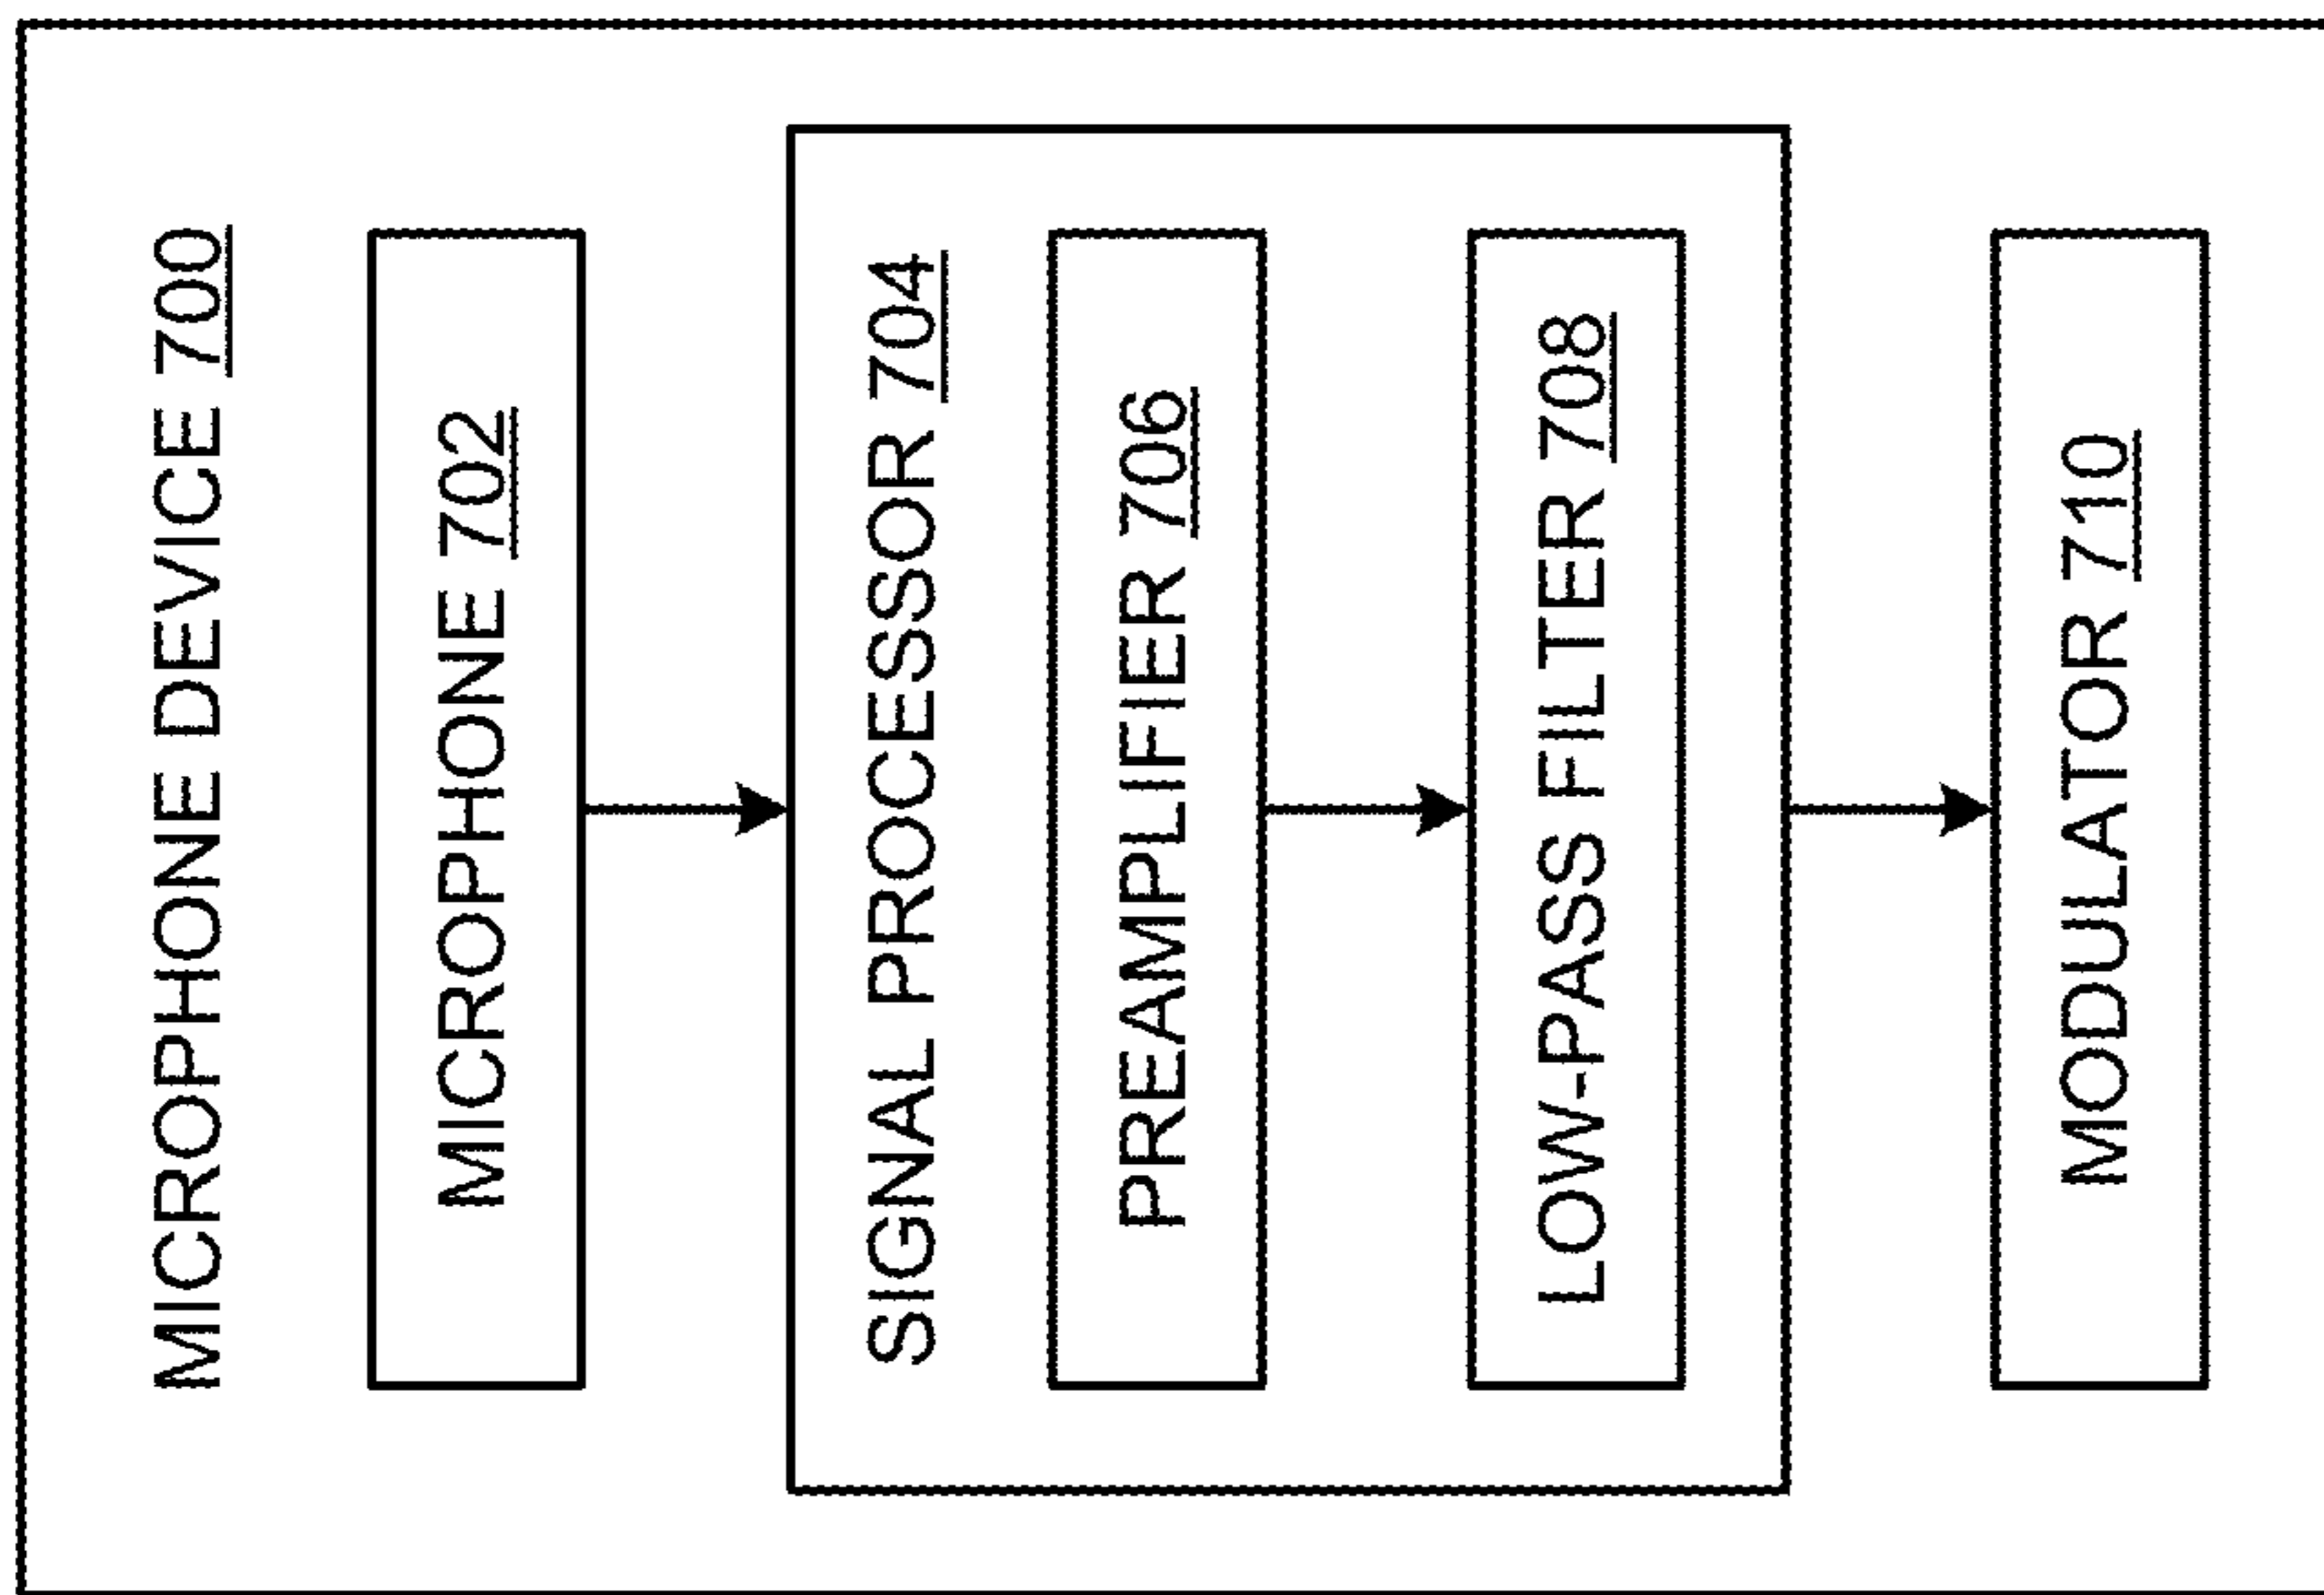 MICROPHONE DEVICE 700
MICROPHONE 702
SIGNAL PROCESSOR 704
PREAMPLIFIER 706
LOW-PASS FILTER 708
MODULATOR 710